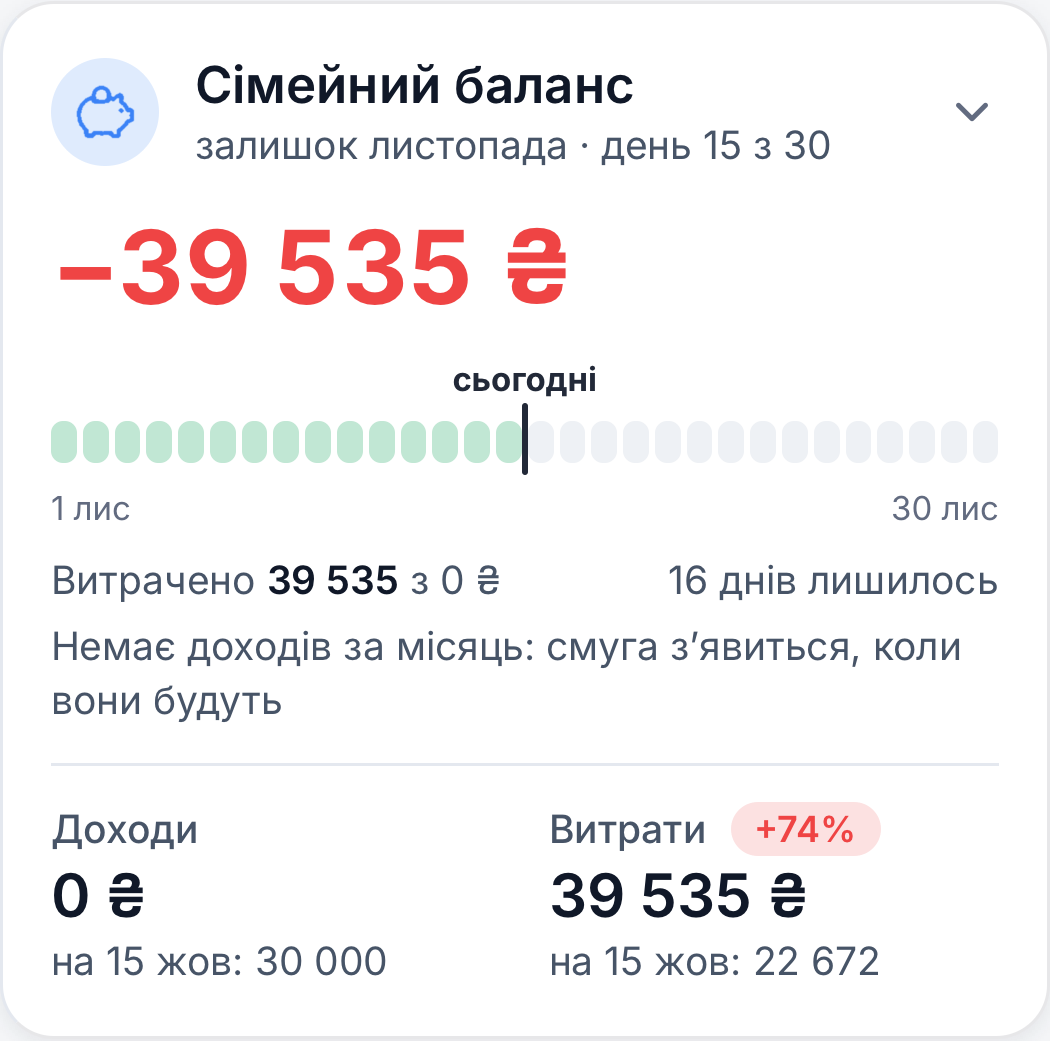 Сімейний баланс
залишок листопада · день 15 з 30
−39 535 ₴
сьогодні
1 лис
30 лис
Витрачено 39 535 з 0 ₴
16 днів лишилось
Немає доходів за місяць: смуга зʼявиться, коли
вони будуть
Доходи
0 ₴
на 15 жов: 30 000
Витрати +74%
39 535 ₴
на 15 жов: 22 672